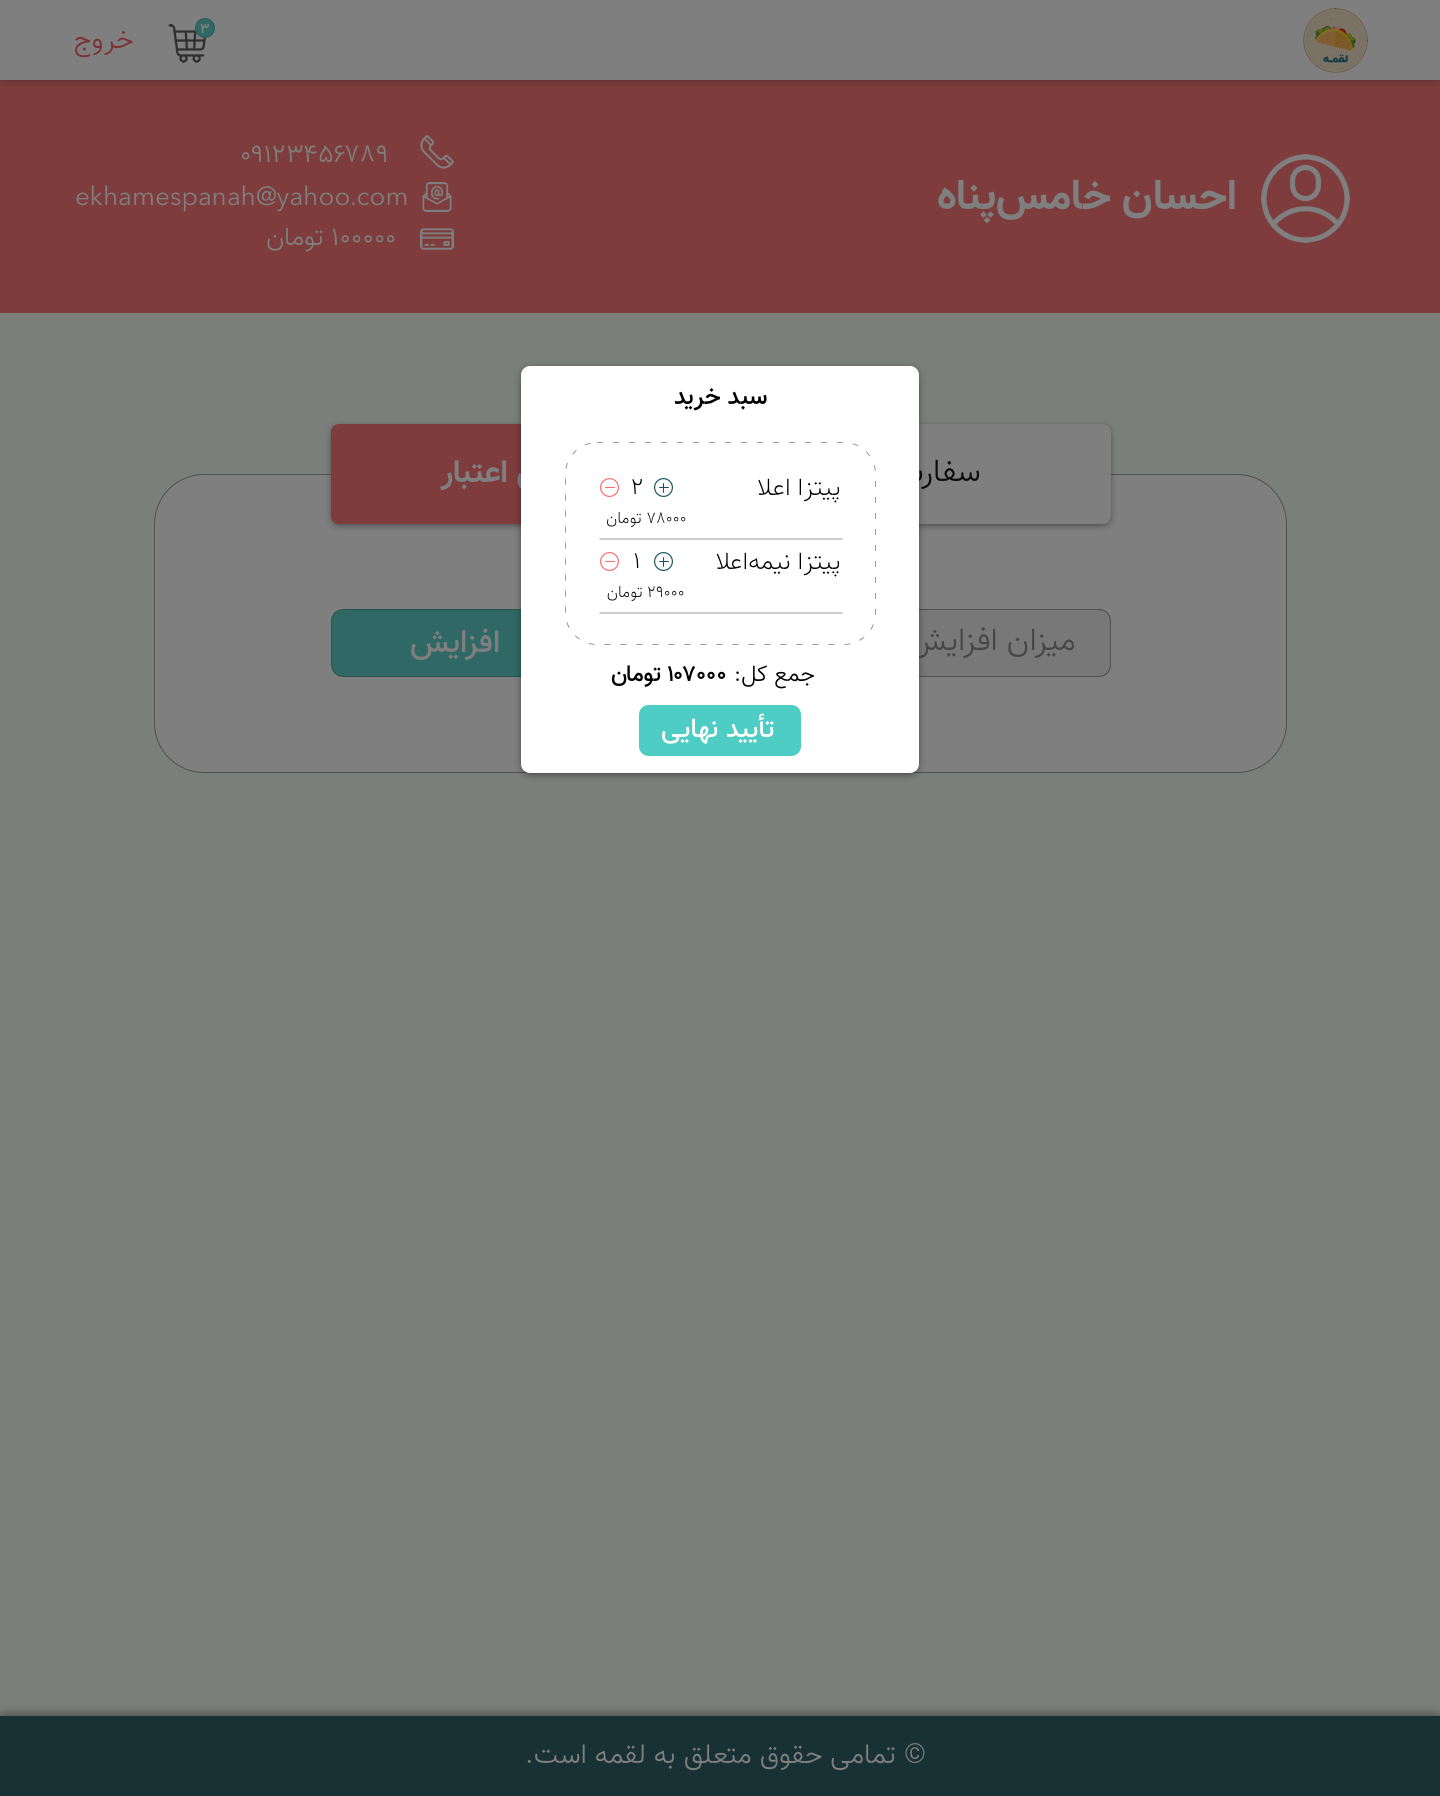 لقمه
۳
خروج
احسان خامس‌پناه
۰۹۱۲۳۴۵۶۷۸۹
ekhamespanah@yahoo.com
۱۰۰۰۰۰ تومان
سبد خرید
اعتبار
پیتزا اعلا
۲
۷۸۰۰۰ تومان
پیتزا نیمه‌اعلا
۱
۲۹۰۰۰ تومان
میزان افزایش
افزایش
جمع کل: ۱۰۷۰۰۰ تومان
تأیید نهایی
© تمامی حقوق متعلق به لقمه است.